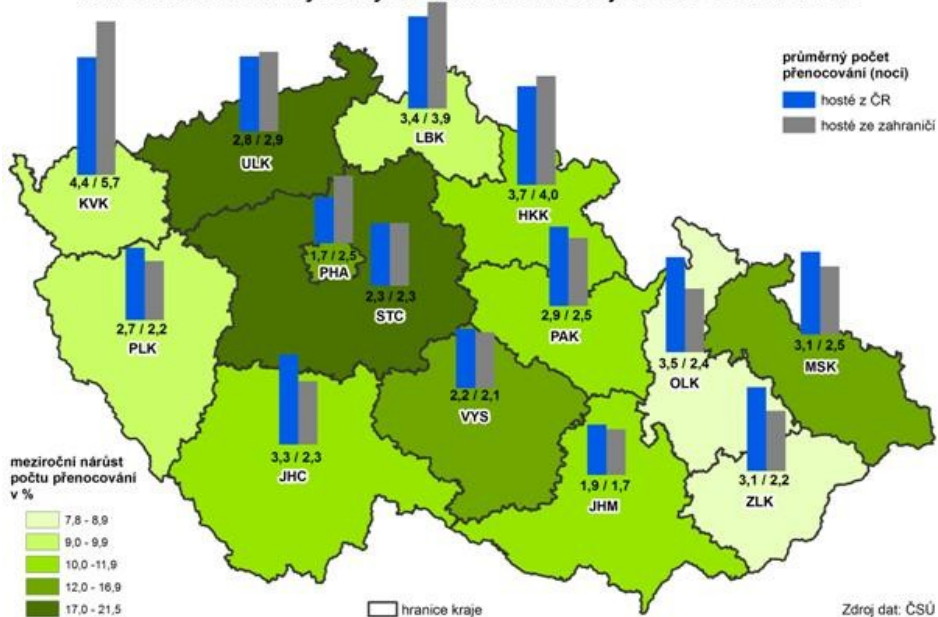 průměrný počet
přenocování (nocí)
hosté z ČR
hosté ze zahraničí
3,4 / 3,9
LBK
2,8 / 2,9
ULK
4,4 / 5,7
KVK
3,7 / 4,0
HKK
1,7 / 2,5
PHA
2,3 / 2,3
STC
2,7 / 2,2
PLK
2,9 / 2,5
PAK
3,5 / 2,4
OLK
3,1 / 2,5
MSK
2,2 / 2,1
VYS
3,3 / 2,3
JHC
1,9 / 1,7
JHM
3,1 / 2,2
ZLK
meziroční nárůst
počtu přenocování
v %
7,8 - 8,9
9,0 - 9,9
10,0 -11,9
12,0 - 16,9
17,0 - 21,5
hranice kraje
Zdroj dat: ČSÚ